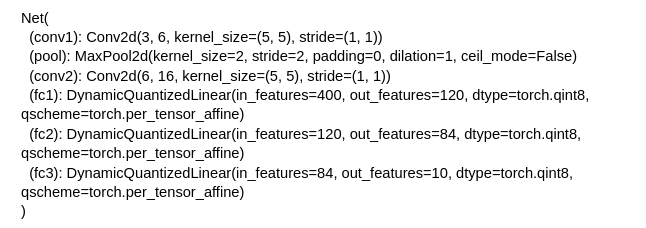 Net(
  (conv1): Conv2d(3, 6, kernel_size=(5, 5), stride=(1, 1))
  (pool): MaxPool2d(kernel_size=2, stride=2, padding=0, dilation=1, ceil_mode=False)
  (conv2): Conv2d(6, 16, kernel_size=(5, 5), stride=(1, 1))
  (fc1): DynamicQuantizedLinear(in_features=400, out_features=120, dtype=torch.qint8,
qscheme=torch.per_tensor_affine)
  (fc2): DynamicQuantizedLinear(in_features=120, out_features=84, dtype=torch.qint8,
qscheme=torch.per_tensor_affine)
  (fc3): DynamicQuantizedLinear(in_features=84, out_features=10, dtype=torch.qint8,
qscheme=torch.per_tensor_affine)
)